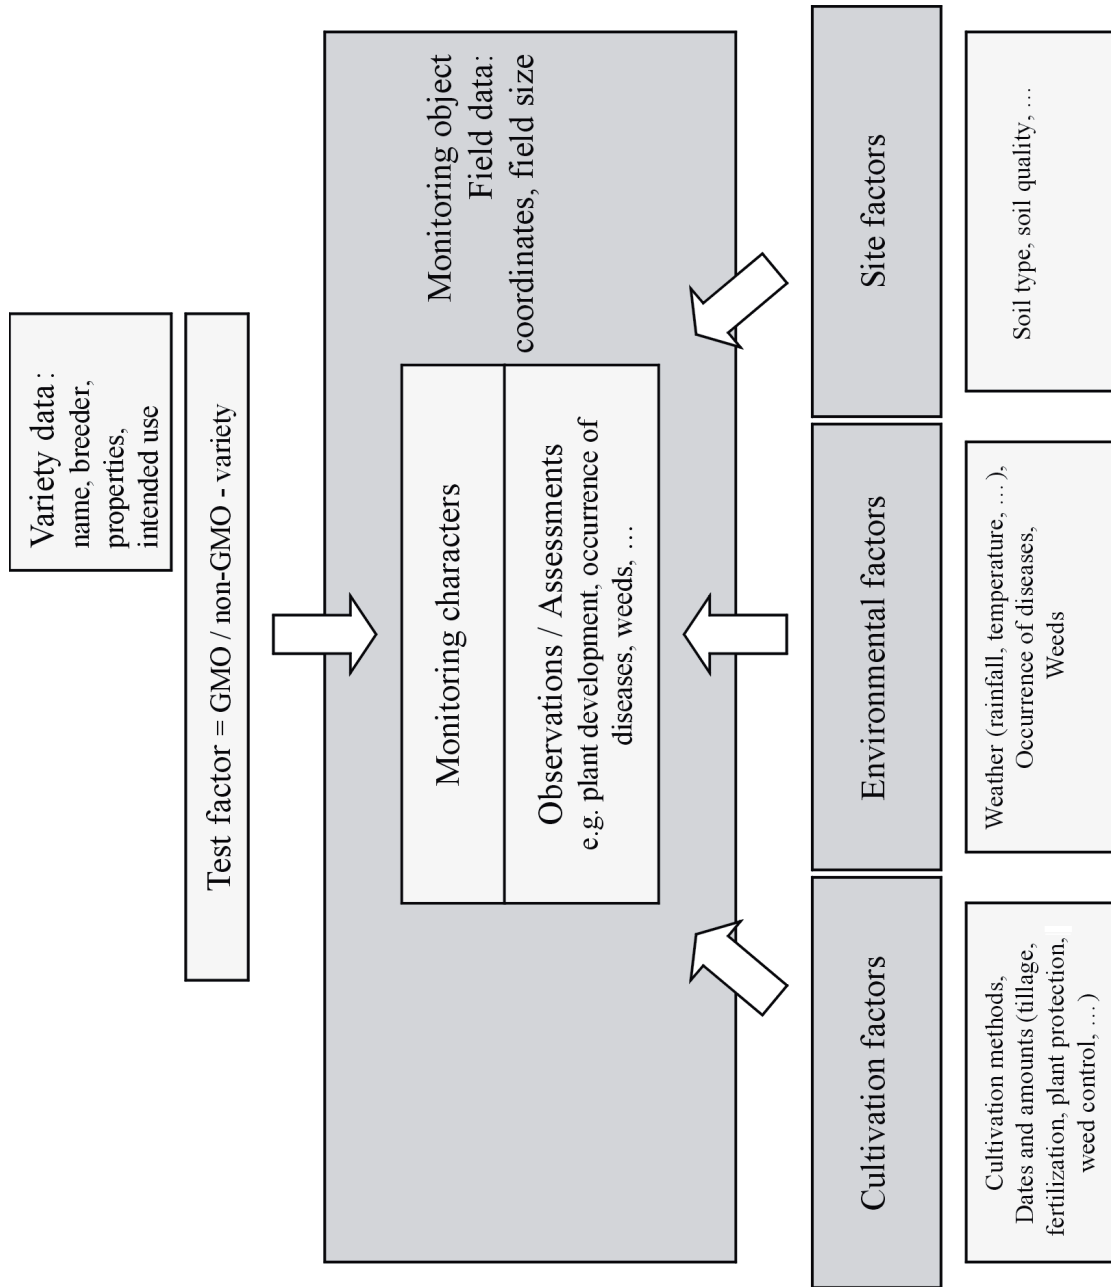 Variety data:
name, breeder,
properties,
intended use
Test factor = GMO / non-GMO - variety
Monitoring object
Field data:
coordinates, field size
Monitoring characters
Observations / Assessments
e.g. plant development, occurrence of
diseases, weeds, …
Cultivation factors
Environmental factors
Site factors
Cultivation methods,
Dates and amounts (tillage,
fertilization, plant protection,
weed control, …)
Weather (rainfall, temperature, …),
Occurrence of diseases,
Weeds
Soil type, soil quality, …